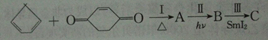 + O O I △ A II hν B III SmI₂ C